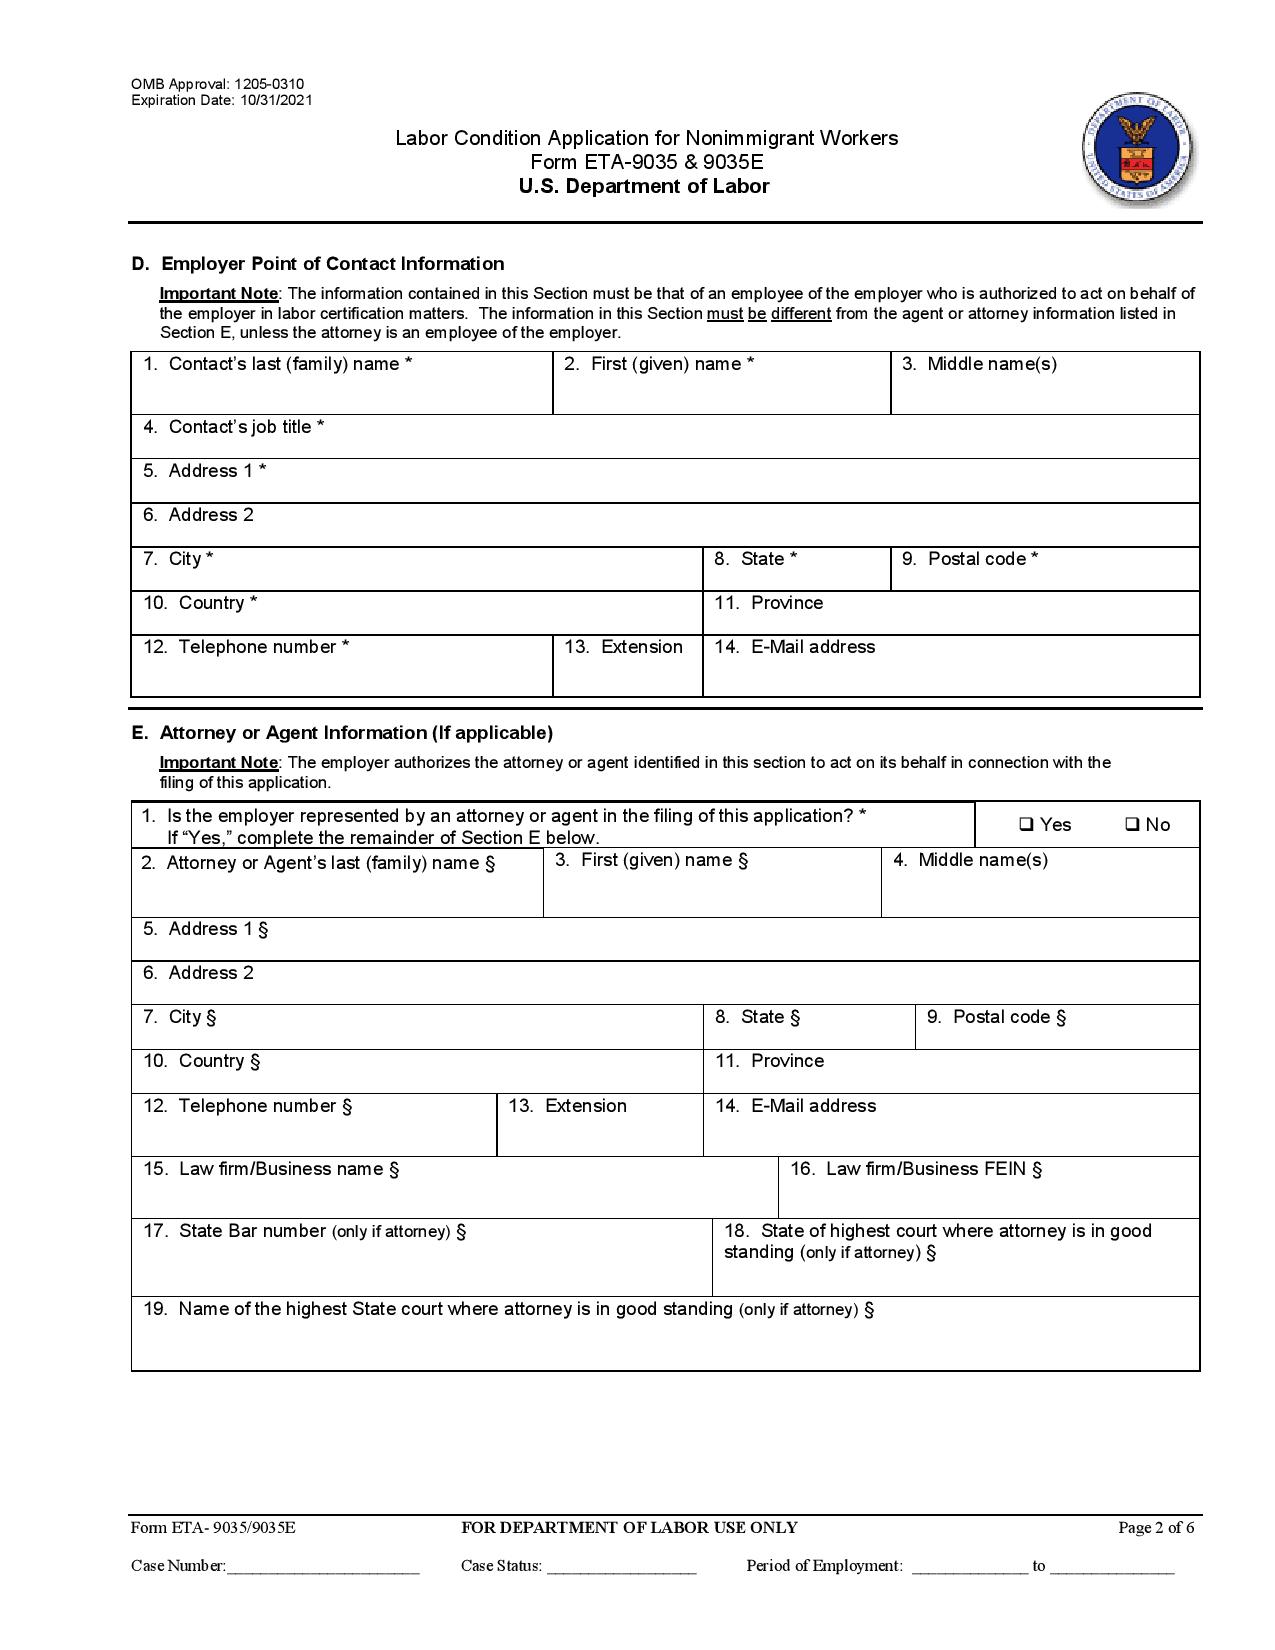 OMB Approval: 1205-0310
Expiration Date: 10/31/2021
Labor Condition Application for Nonimmigrant Workers
Form ETA-9035 & 9035E
U.S. Department of Labor
DEPARTMENT OF LABOR
UNITED STATES OF AMERICA
D. Employer Point of Contact Information
Important Note: The information contained in this Section must be that of an employee of the employer who is authorized to act on behalf of
the employer in labor certification matters. The information in this Section must be different from the agent or attorney information listed in
Section E, unless the attorney is an employee of the employer.
1. Contact’s last (family) name * 2. First (given) name * 3. Middle name(s)
4. Contact’s job title *
5. Address 1 *
6. Address 2
7. City * 8. State * 9. Postal code *
10. Country * 11. Province
12. Telephone number * 13. Extension 14. E-Mail address
E. Attorney or Agent Information (If applicable)
Important Note: The employer authorizes the attorney or agent identified in this section to act on its behalf in connection with the
filing of this application.
1. Is the employer represented by an attorney or agent in the filing of this application? *
If “Yes,” complete the remainder of Section E below.
❑ Yes ❑ No
2. Attorney or Agent’s last (family) name § 3. First (given) name § 4. Middle name(s)
5. Address 1 §
6. Address 2
7. City § 8. State § 9. Postal code §
10. Country § 11. Province
12. Telephone number § 13. Extension 14. E-Mail address
15. Law firm/Business name § 16. Law firm/Business FEIN §
17. State Bar number (only if attorney) § 18. State of highest court where attorney is in good
standing (only if attorney) §
19. Name of the highest State court where attorney is in good standing (only if attorney) §
Form ETA- 9035/9035E FOR DEPARTMENT OF LABOR USE ONLY Page 2 of 6
Case Number:_______________________ Case Status: __________________ Period of Employment: ______________ to _______________